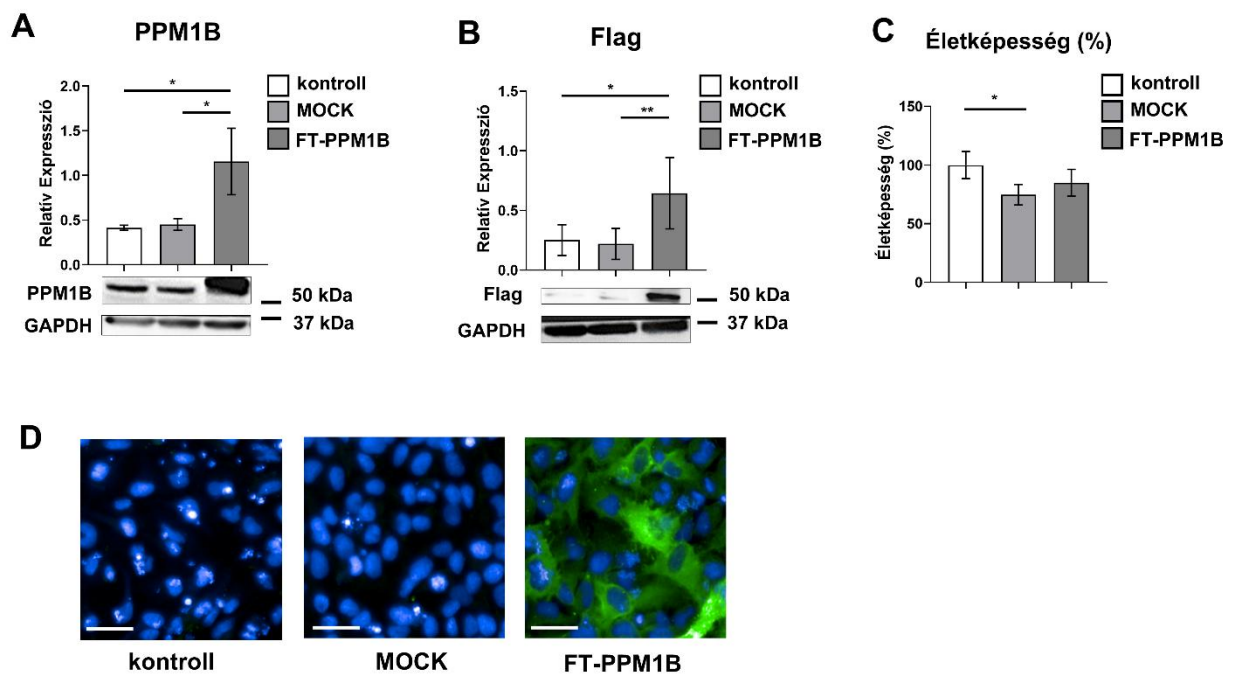 A
PPM1B
Relatív Expresszió
2.0
1.5
1.0
0.5
0.0
*
*
kontroll
MOCK
FT-PPM1B
PPM1B
50 kDa
GAPDH
37 kDa
B
Flag
Relatív Expresszió
1.5
1.0
0.5
0.0
*
**
kontroll
MOCK
FT-PPM1B
Flag
50 kDa
GAPDH
37 kDa
C
Életképesség (%)
Életképesség (%)
150
100
50
0
*
kontroll
MOCK
FT-PPM1B
D
kontroll
MOCK
FT-PPM1B